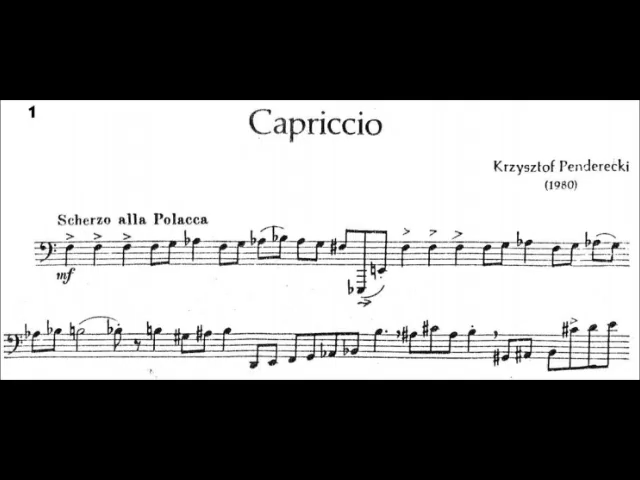 1
Capriccio
Krzysztof Penderecki
(1980)
Scherzo alla Polacca
mf